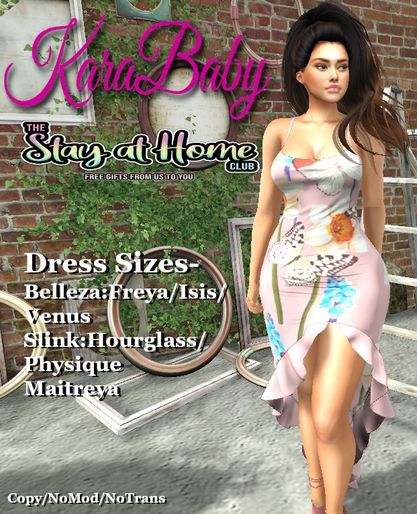 KaraBaby
THE
Stay at Home
CLUB
FREE GIFTS FROM US TO YOU
Dress Sizes-
Belleza:Freya/Isis/
Venus
Slink:Hourglass/
Physique
Maitreya
Copy/NoMod/NoTrans